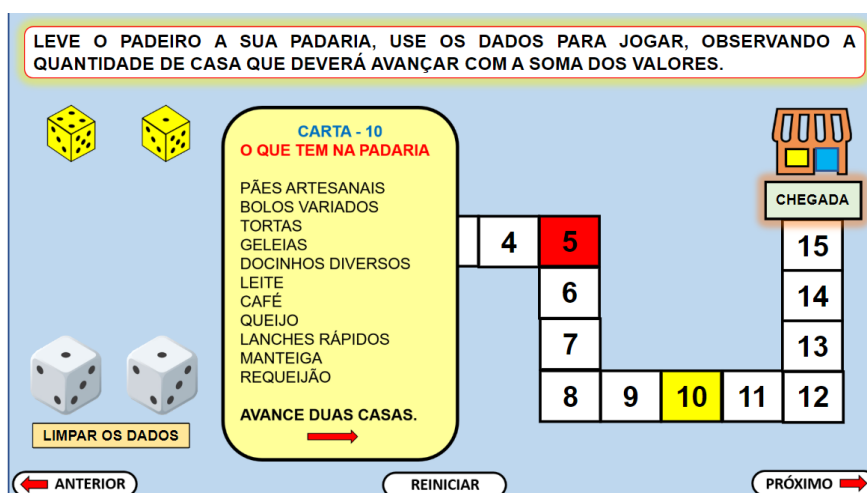 LEVE O PADEIRO A SUA PADARIA, USE OS DADOS PARA JOGAR, OBSERVANDO A
QUANTIDADE DE CASA QUE DEVERÁ AVANÇAR COM A SOMA DOS VALORES.
CARTA - 10
O QUE TEM NA PADARIA
PÃES ARTESANAIS
BOLOS VARIADOS
TORTAS
GELEIAS
DOCINHOS DIVERSOS
LEITE
CAFÉ
QUEIJO
LANCHES RÁPIDOS
MANTEIGA
REQUEIJÃO
AVANCE DUAS CASAS.
CHEGADA
4 5
6
7
8 9 10 11 12
13
14
15
LIMPAR OS DADOS
ANTERIOR
REINICIAR
PRÓXIMO